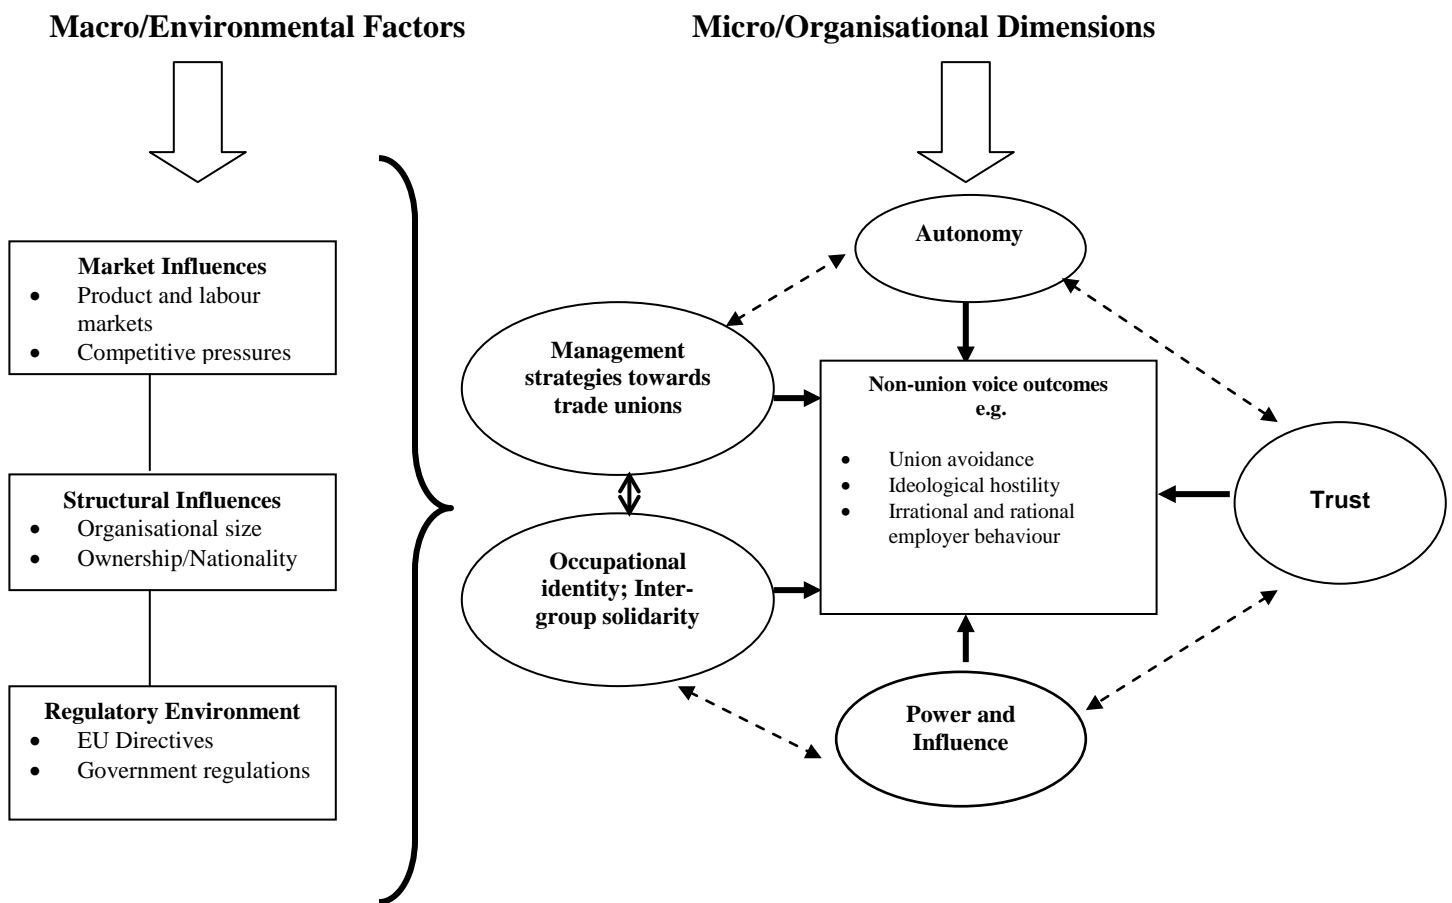 Macro/Environmental Factors
Micro/Organisational Dimensions
Market Influences
• Product and labour
markets
• Competitive pressures
Structural Influences
• Organisational size
• Ownership/Nationality
Regulatory Environment
• EU Directives
• Government regulations
Autonomy
Management
strategies towards
trade unions
Non-union voice outcomes
e.g.
• Union avoidance
• Ideological hostility
• Irrational and rational
employer behaviour
Trust
Occupational
identity; Inter-
group solidarity
Power and
Influence